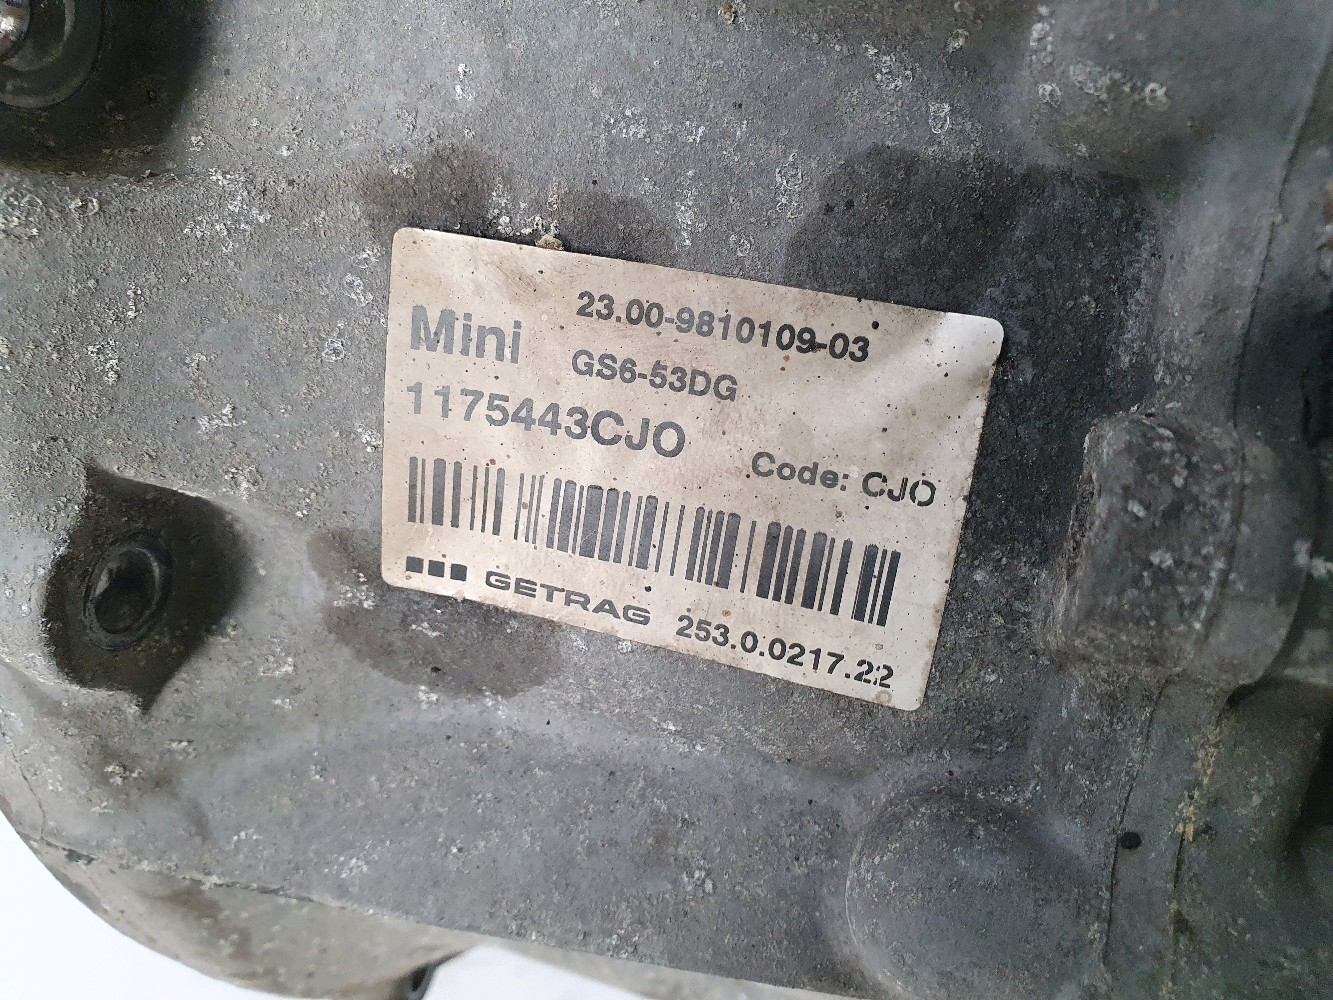 23.00-9810109-03
Mini GS6-53DG
1175443CJO
Code: CJO
GETRAG 253.0.0217.22